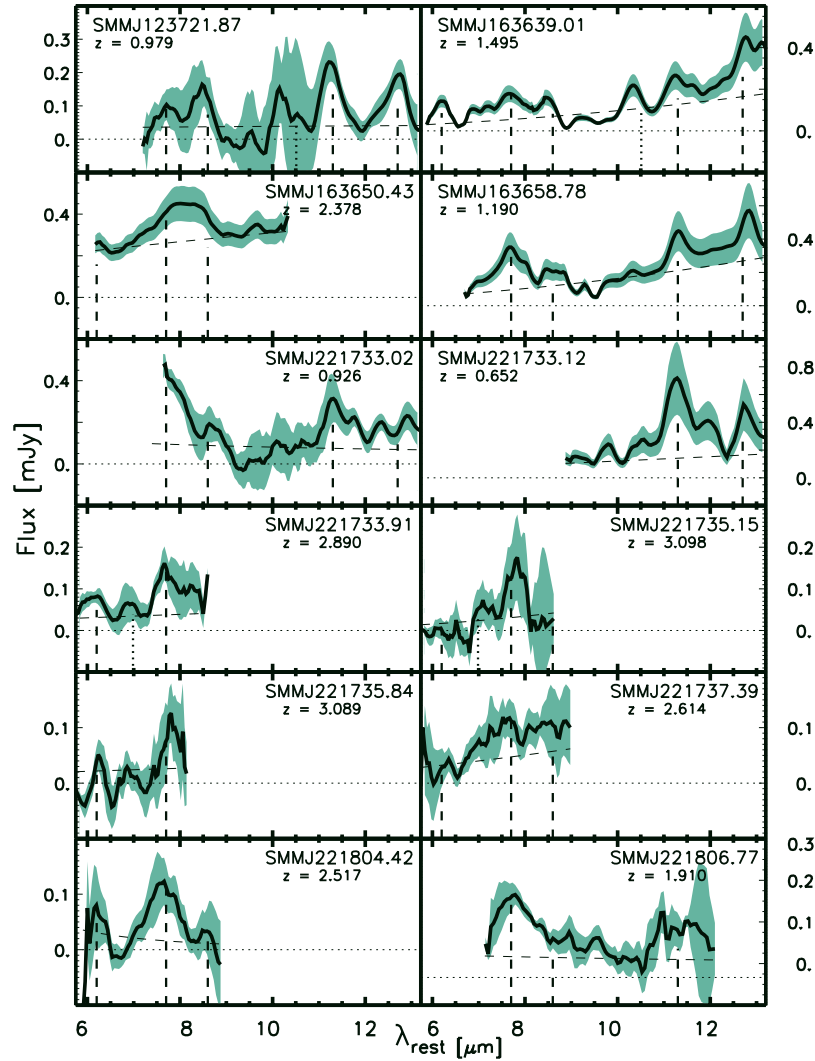 SMMJ123721.87
z = 0.979
0.3
0.2
0.1
0.
SMMJ163639.01
z = 1.495
0.4
0.
SMMJ163650.43
z = 2.378
0.4
0.
SMMJ163658.78
z = 1.190
0.4
0.
SMMJ221733.02
z = 0.926
0.4
0.
SMMJ221733.12
z = 0.652
0.8
0.4
0.
SMMJ221733.91
z = 2.890
0.2
0.1
0.
SMMJ221735.15
z = 3.098
0.2
0.1
0.
SMMJ221735.84
z = 3.089
0.1
0.
SMMJ221737.39
z = 2.614
0.1
0.
SMMJ221804.42
z = 2.517
0.1
0.
SMMJ221806.77
z = 1.910
0.3
0.2
0.1
0.
6 8 10 12 6 8 10 12
Flux [mJy]
λrest [μm]